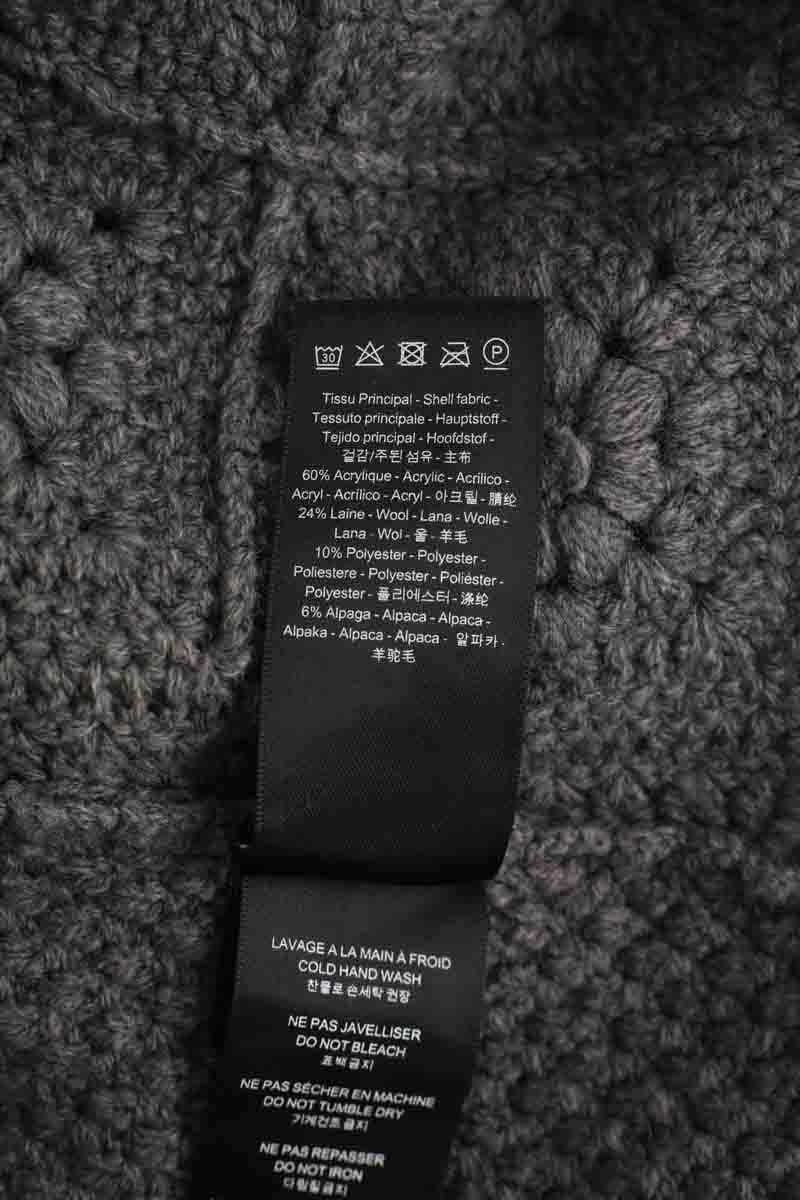 30 P
Tissu Principal - Shell fabric -
Tessuto principale - Hauptstoff -
Tejido principal - Hoofdstof -
겉감/주된 섬유 - 主布
60% Acrylique - Acrylic - Acrilico -
Acryl - Acrílico - Acryl - 아크릴 - 腈纶
24% Laine - Wool - Lana - Wolle -
Lana - Wol - 울 - 羊毛
10% Polyester - Polyester -
Poliestere - Polyester - Poliéster -
Polyester - 폴리에스터 - 涤纶
6% Alpaga - Alpaca - Alpaca -
Alpaka - Alpaca - Alpaca - 알파카 .
羊驼毛
LAVAGE A LA MAIN À FROID
COLD HAND WASH
찬물로 손세탁 권장
NE PAS JAVELLISER
DO NOT BLEACH
표백금지
NE PAS SÉCHER EN MACHINE
DO NOT TUMBLE DRY
기계건조 금지
NE PAS REPASSER
DO NOT IRON
다림질금지